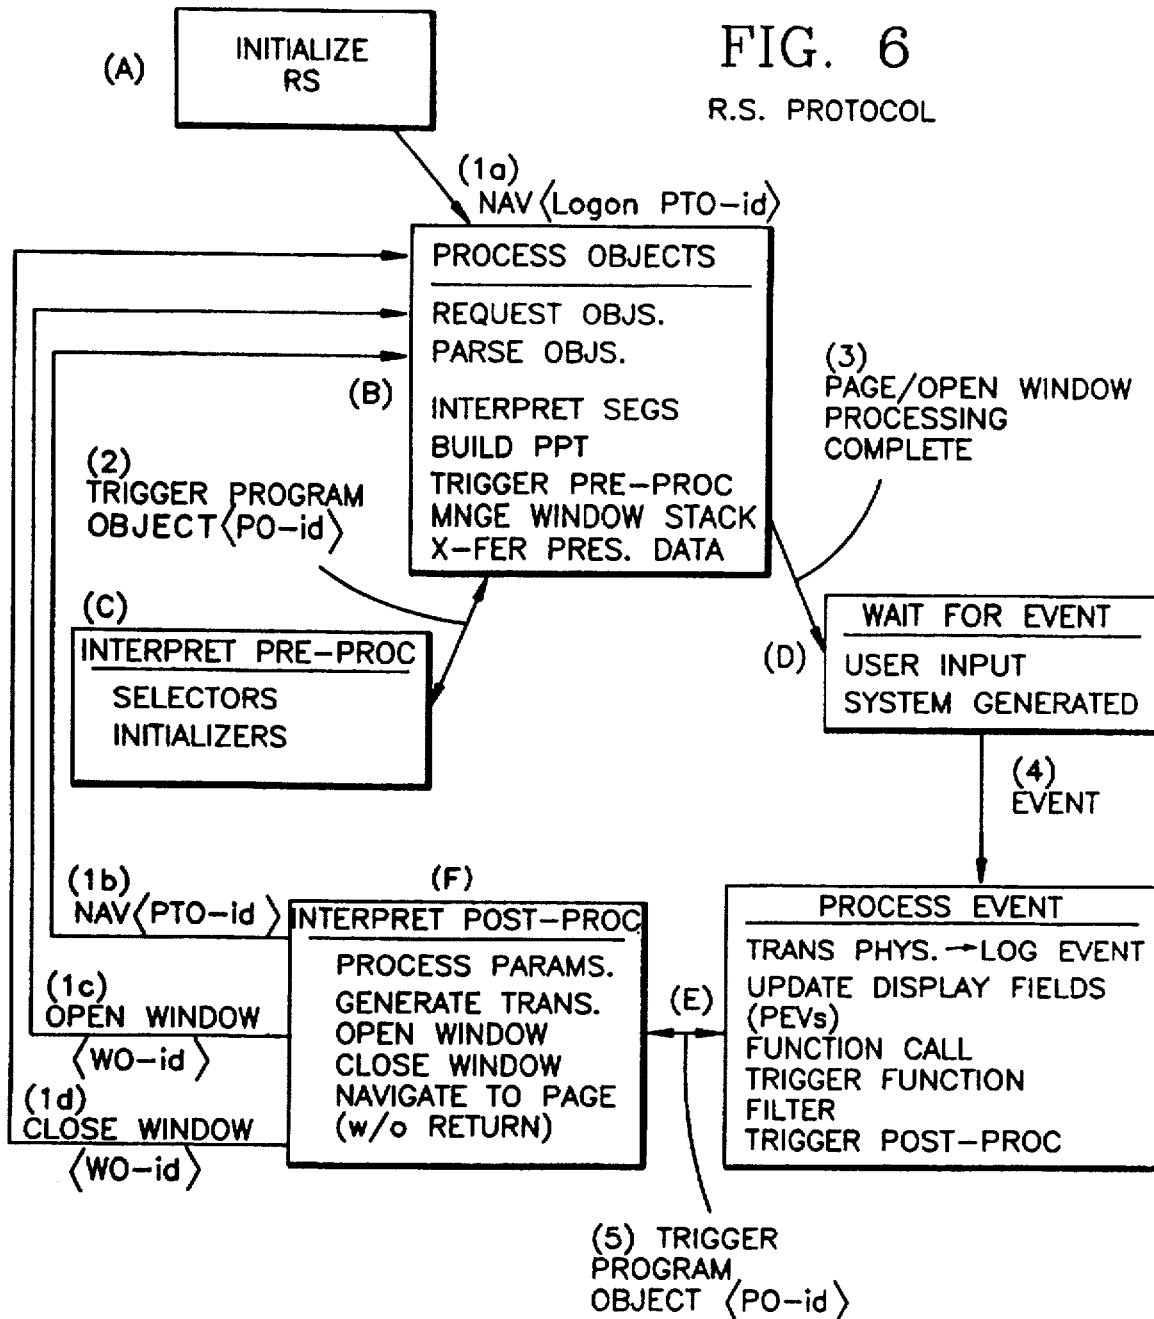 FIG. 6
R.S. PROTOCOL
(A)
INITIALIZE
RS
(1a)
NAV〈Logon PTO-id〉
PROCESS OBJECTS
REQUEST OBJS.
PARSE OBJS.
(B)
INTERPRET SEGS
BUILD PPT
TRIGGER PRE-PROC
MNGE WINDOW STACK
X-FER PRES. DATA
(2)
TRIGGER PROGRAM
OBJECT〈PO-id〉
(3)
PAGE/OPEN WINDOW
PROCESSING
COMPLETE
(C)
INTERPRET PRE-PROC
SELECTORS
INITIALIZERS
(D)
WAIT FOR EVENT
USER INPUT
SYSTEM GENERATED
(4)
EVENT
(1b)
NAV〈PTO-id〉
(1c)
OPEN WINDOW
〈WO-id〉
(1d)
CLOSE WINDOW
〈WO-id〉
(F)
INTERPRET POST-PROC
PROCESS PARAMS.
GENERATE TRANS.
OPEN WINDOW
CLOSE WINDOW
NAVIGATE TO PAGE
(w/o RETURN)
(E)
PROCESS EVENT
TRANS PHYS.→LOG EVENT
UPDATE DISPLAY FIELDS
(PEVs)
FUNCTION CALL
TRIGGER FUNCTION
FILTER
TRIGGER POST-PROC
(5) TRIGGER
PROGRAM
OBJECT 〈PO-id〉